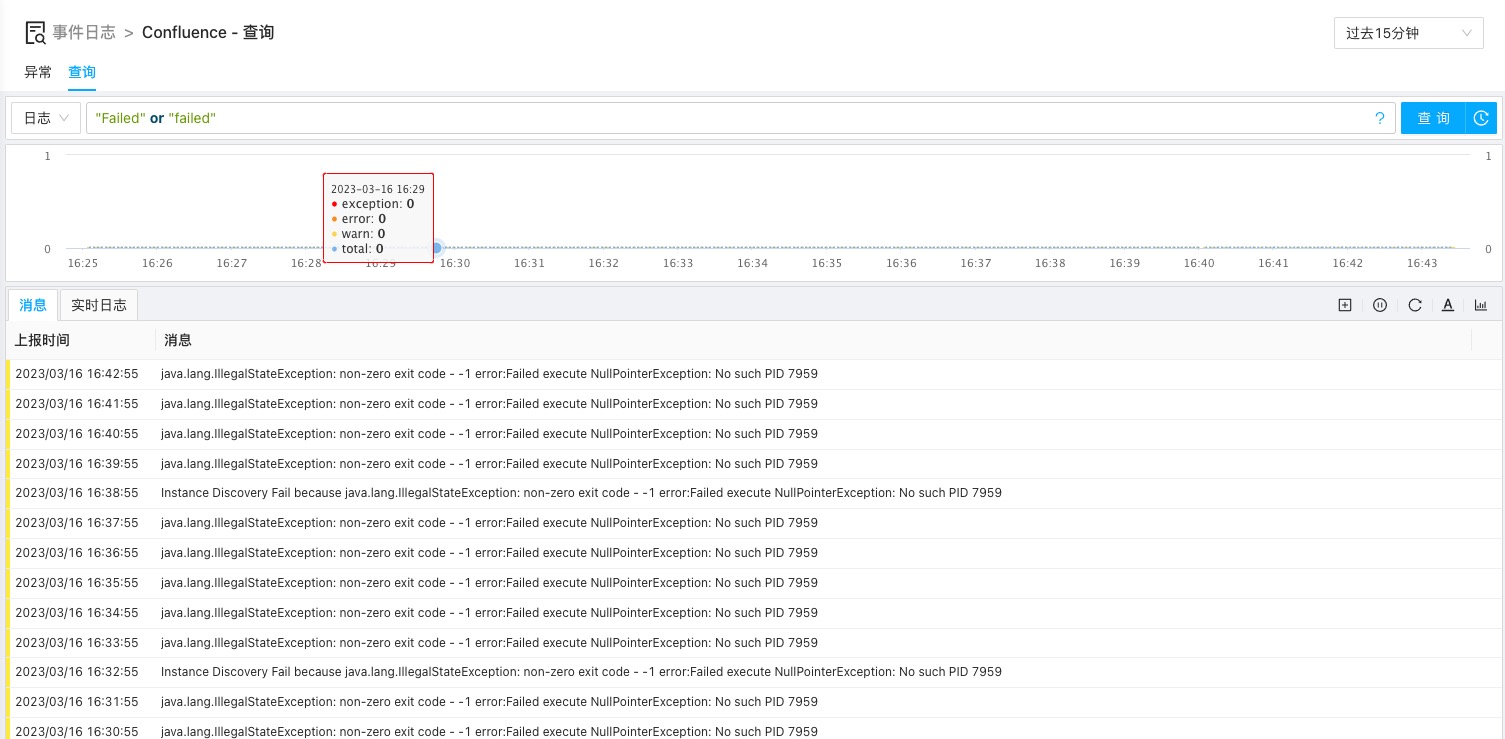 事件日志 > Confluence - 查询
过去15分钟
异常 查询
日志 "Failed" or "failed" ? 查 询
1 1
2023-03-16 16:29
exception: 0
error: 0
warn: 0
total: 0
0 0
16:25 16:26 16:27 16:28 16:29 16:30 16:31 16:32 16:33 16:34 16:35 16:36 16:37 16:38 16:39 16:40 16:41 16:42 16:43
消息 实时日志 A
上报时间 消息
2023/03/16 16:42:55 java.lang.IllegalStateException: non-zero exit code - -1 error:Failed execute NullPointerException: No such PID 7959
2023/03/16 16:41:55 java.lang.IllegalStateException: non-zero exit code - -1 error:Failed execute NullPointerException: No such PID 7959
2023/03/16 16:40:55 java.lang.IllegalStateException: non-zero exit code - -1 error:Failed execute NullPointerException: No such PID 7959
2023/03/16 16:39:55 java.lang.IllegalStateException: non-zero exit code - -1 error:Failed execute NullPointerException: No such PID 7959
2023/03/16 16:38:55 Instance Discovery Fail because java.lang.IllegalStateException: non-zero exit code - -1 error:Failed execute NullPointerException: No such PID 7959
2023/03/16 16:37:55 java.lang.IllegalStateException: non-zero exit code - -1 error:Failed execute NullPointerException: No such PID 7959
2023/03/16 16:36:55 java.lang.IllegalStateException: non-zero exit code - -1 error:Failed execute NullPointerException: No such PID 7959
2023/03/16 16:35:55 java.lang.IllegalStateException: non-zero exit code - -1 error:Failed execute NullPointerException: No such PID 7959
2023/03/16 16:34:55 java.lang.IllegalStateException: non-zero exit code - -1 error:Failed execute NullPointerException: No such PID 7959
2023/03/16 16:33:55 java.lang.IllegalStateException: non-zero exit code - -1 error:Failed execute NullPointerException: No such PID 7959
2023/03/16 16:32:55 Instance Discovery Fail because java.lang.IllegalStateException: non-zero exit code - -1 error:Failed execute NullPointerException: No such PID 7959
2023/03/16 16:31:55 java.lang.IllegalStateException: non-zero exit code - -1 error:Failed execute NullPointerException: No such PID 7959
2023/03/16 16:30:55 java.lang.IllegalStateException: non-zero exit code - -1 error:Failed execute NullPointerException: No such PID 7959